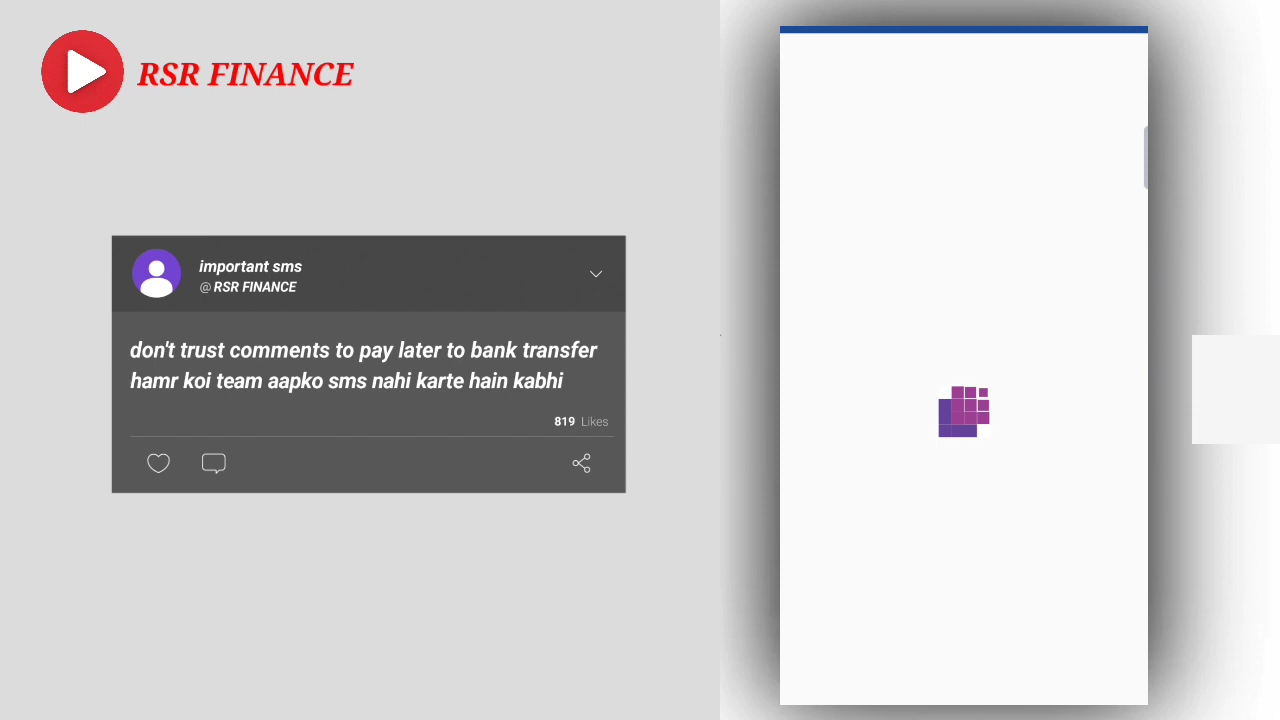 RSR FINANCE
important sms
@ RSR FINANCE
don't trust comments to pay later to bank transfer
hamr koi team aapko sms nahi karte hain kabhi
819 Likes